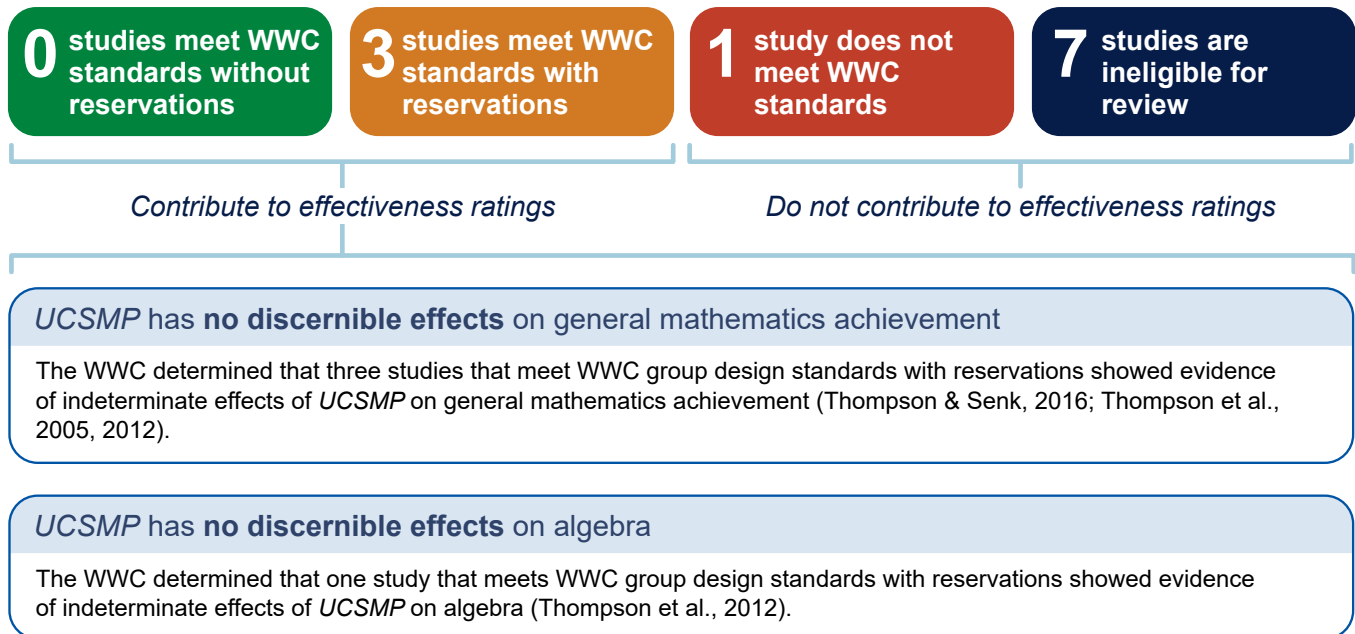 0 studies meet WWC
standards without
reservations
3 studies meet WWC
standards with
reservations
1 study does not
meet WWC
standards
7 studies are
ineligible for
review
Contribute to effectiveness ratings
Do not contribute to effectiveness ratings
UCSMP has no discernible effects on general mathematics achievement
The WWC determined that three studies that meet WWC group design standards with reservations showed evidence
of indeterminate effects of UCSMP on general mathematics achievement (Thompson & Senk, 2016; Thompson et al.,
2005, 2012).
UCSMP has no discernible effects on algebra
The WWC determined that one study that meets WWC group design standards with reservations showed evidence
of indeterminate effects of UCSMP on algebra (Thompson et al., 2012).